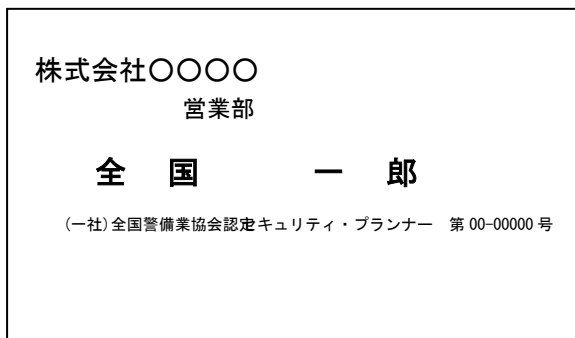 株式会社〇〇〇〇
営業部
全 国 一 郎
(一社)全国警備業協会認定セキュリティ・プランナー 第 00-00000 号